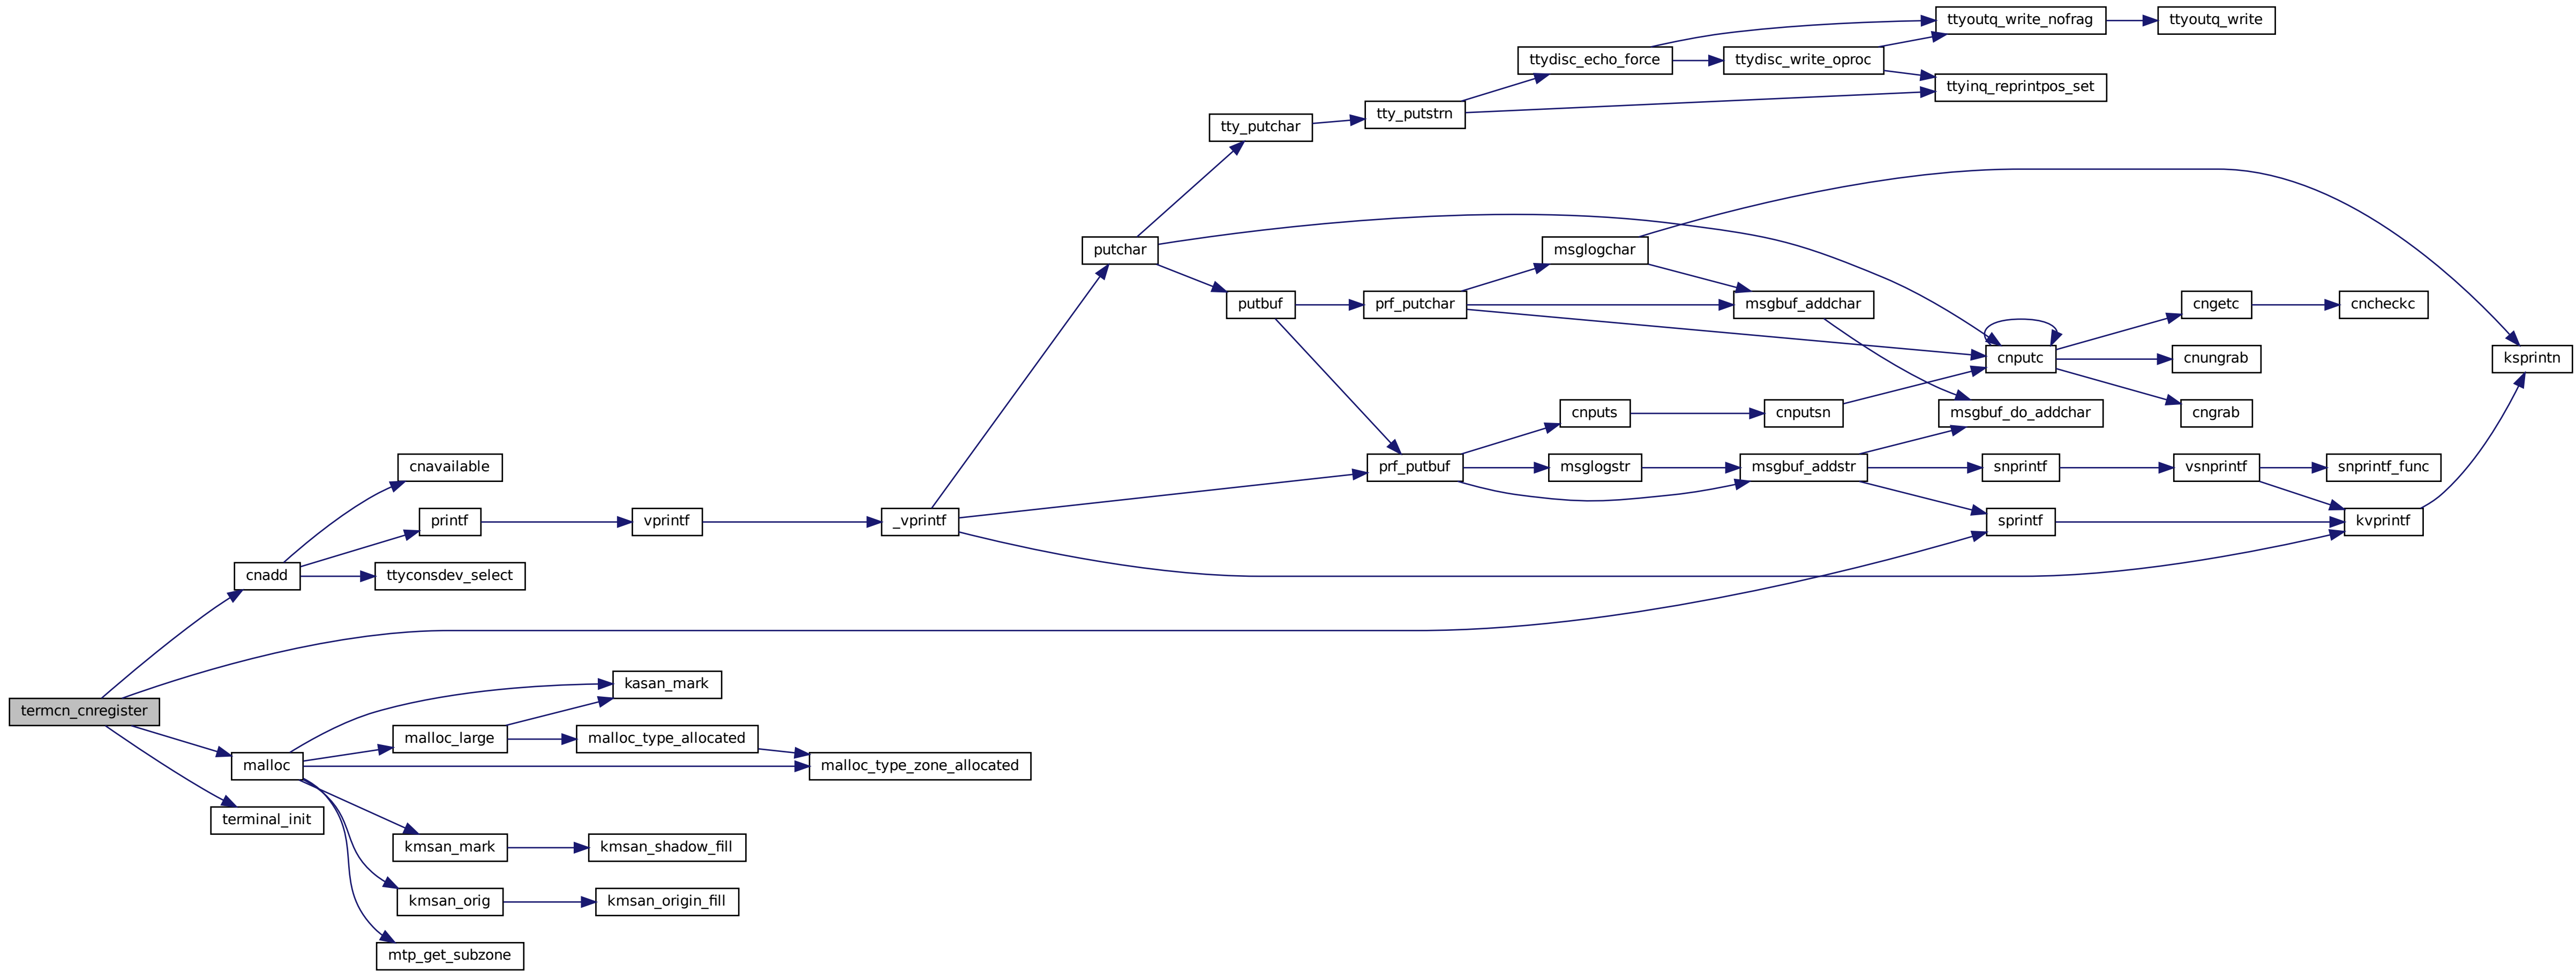 ttyoutq_write_nofrag
ttyoutq_write
ttydisc_echo_force
ttydisc_write_oproc
ttyinq_reprintpos_set
tty_putchar
tty_putstrn
putchar
msglogchar
putbuf
prf_putchar
msgbuf_addchar
cngetc
cncheckc
cnputc
cnungrab
ksprintn
cnputs
cnputsn
msgbuf_do_addchar
cngrab
cnavailable
prf_putbuf
msglogstr
msgbuf_addstr
snprintf
vsnprintf
snprintf_func
printf
vprintf
_vprintf
sprintf
kvprintf
cnadd
ttyconsdev_select
kasan_mark
termcn_cnregister
malloc_large
malloc_type_allocated
malloc
malloc_type_zone_allocated
terminal_init
kmsan_mark
kmsan_shadow_fill
kmsan_orig
kmsan_origin_fill
mtp_get_subzone